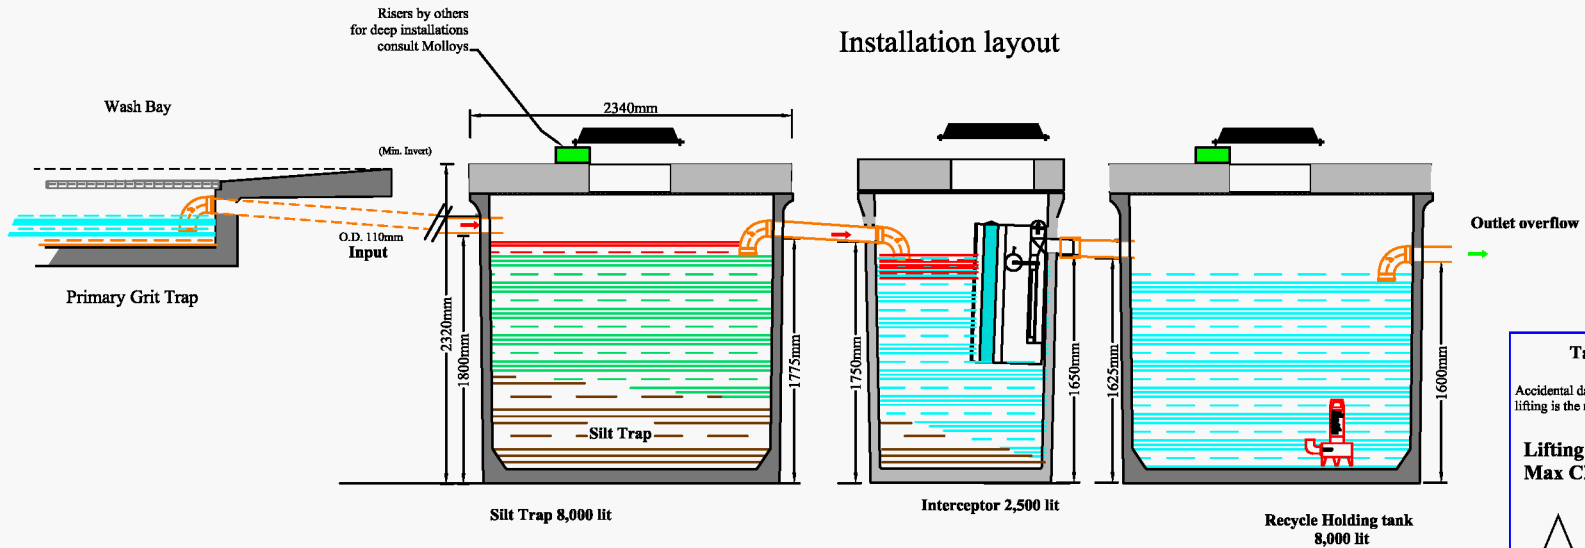 Risers by others
for deep installations
consult Molloys
Installation layout
Wash Bay
2340mm
(Min. Invert)
O.D. 110mm
Input
Outlet overflow
Primary Grit Trap
2320mm
1800mm
1775mm
1750mm
1650mm
1625mm
1600mm
Silt Trap
Silt Trap 8,000 lit
Interceptor 2,500 lit
Recycle Holding tank
8,000 lit
Accidental
lifting is the
Lifting
Max